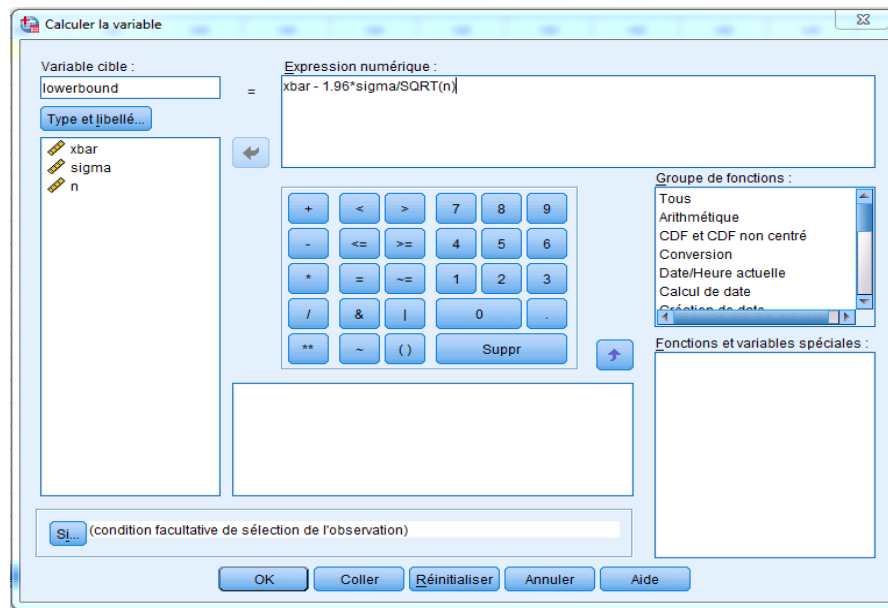 Calculer la variable
Variable cible :
lowerbound
=
Expression numérique :
xbar - 1.96*sigma/SQRT(n)
Type et libellé...
xbar
sigma
n
+ < > 7 8 9
- <= >= 4 5 6
* = ~= 1 2 3
/ & | 0 .
** ~ ( ) Suppr
Groupe de fonctions :
Tous
Arithmétique
CDF et CDF non centré
Conversion
Date/Heure actuelle
Calcul de date
Création de date
Fonctions et variables spéciales :
Si... (condition facultative de sélection de l'observation)
OK Coller Réinitialiser Annuler Aide